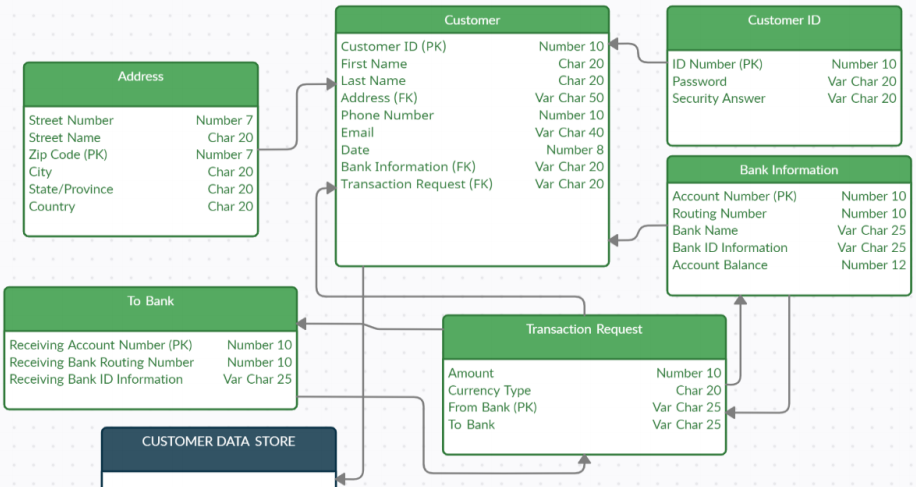 Customer
Customer ID (PK) Number 10
First Name Char 20
Last Name Char 20
Address (FK) Var Char 50
Phone Number Number 10
Email Var Char 40
Date Number 8
Bank Information (FK) Var Char 20
Transaction Request (FK) Var Char 20
Customer ID
ID Number (PK) Number 10
Password Var Char 20
Security Answer Var Char 20
Address
Street Number Number 7
Street Name Char 20
Zip Code (PK) Number 7
City Char 20
State/Province Char 20
Country Char 20
Bank Information
Account Number (PK) Number 10
Routing Number Number 10
Bank Name Var Char 25
Bank ID Information Var Char 25
Account Balance Number 12
To Bank
Receiving Account Number (PK) Number 10
Receiving Bank Routing Number Number 10
Receiving Bank ID Information Var Char 25
Transaction Request
Amount Number 10
Currency Type Char 20
From Bank (PK) Var Char 25
To Bank Var Char 25
CUSTOMER DATA STORE